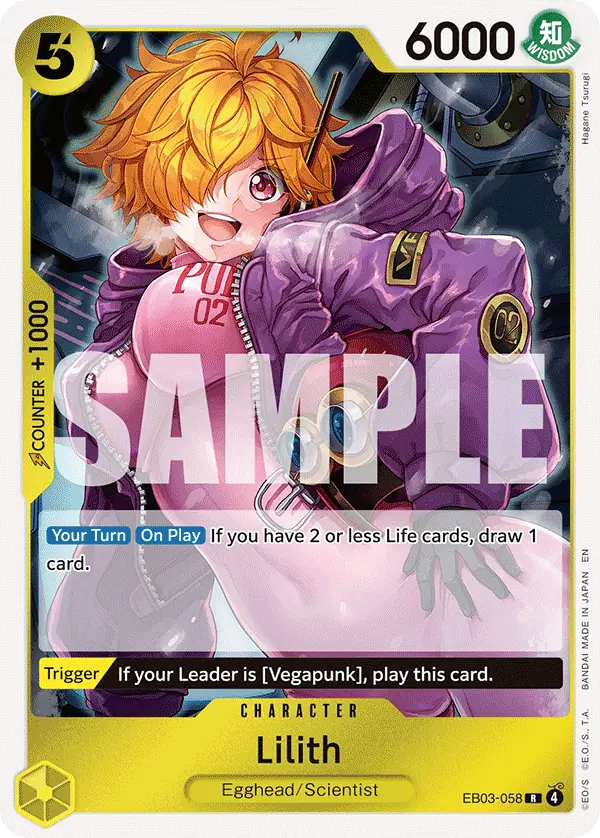 5
6000
知
WISDOM
Hagane Tsurugi
PUNK
02
02
COUNTER +1000
SAMPLE
Your Turn On Play If you have 2 or less Life cards, draw 1
card.
Trigger If your Leader is [Vegapunk], play this card.
CHARACTER
Lilith
Egghead/Scientist
EB03-058 R 4
©E.O./S ©E.O./S., T.A. BANDAI MADE IN JAPAN EN